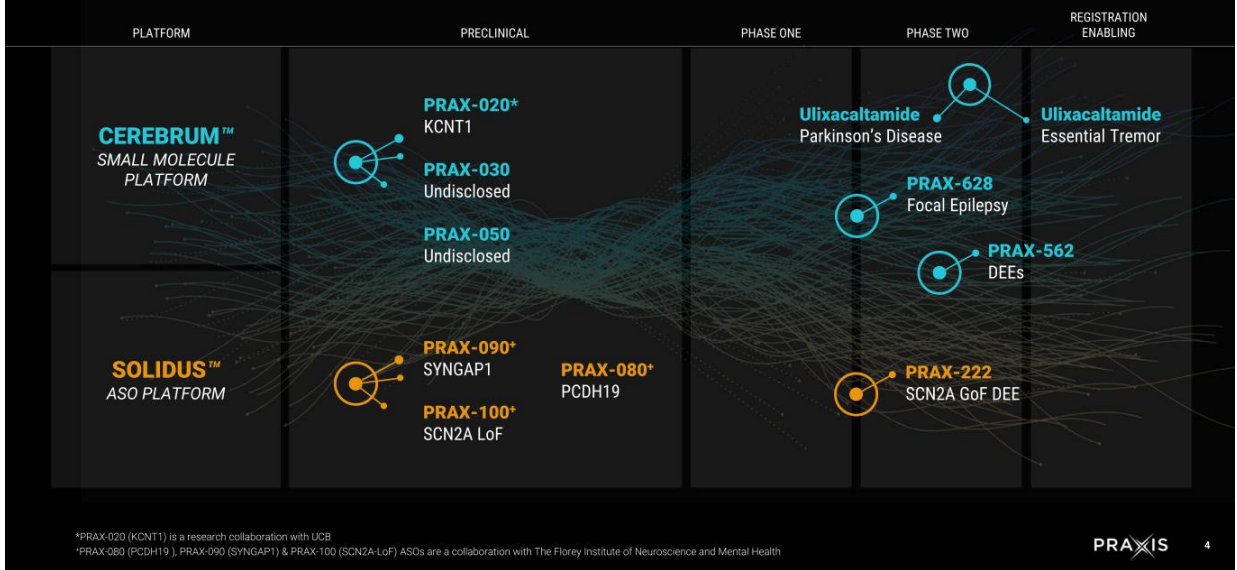 PLATFORM
PRECLINICAL
PHASE ONE
PHASE TWO
REGISTRATION
ENABLING
CEREBRUM™
SMALL MOLECULE
PLATFORM
PRAX-020*
KCNT1
PRAX-030
Undisclosed
PRAX-050
Undisclosed
Ulixacaltamide
Parkinson's Disease
Ulixacaltamide
Essential Tremor
PRAX-628
Focal Epilepsy
PRAX-562
DEEs
SOLIDUS™
ASO PLATFORM
PRAX-090+
SYNGAP1
PRAX-100+
SCN2A LoF
PRAX-080+
PCDH19
PRAX-222
SCN2A GoF DEE
*PRAX-020 (KCNT1) is a research collaboration with UCB
+PRAX-080 (PCDH19 ), PRAX-090 (SYNGAP1) & PRAX-100 (SCN2A-LoF) ASOs are a collaboration with The Florey Institute of Neuroscience and Mental Health
PRAXIS
4